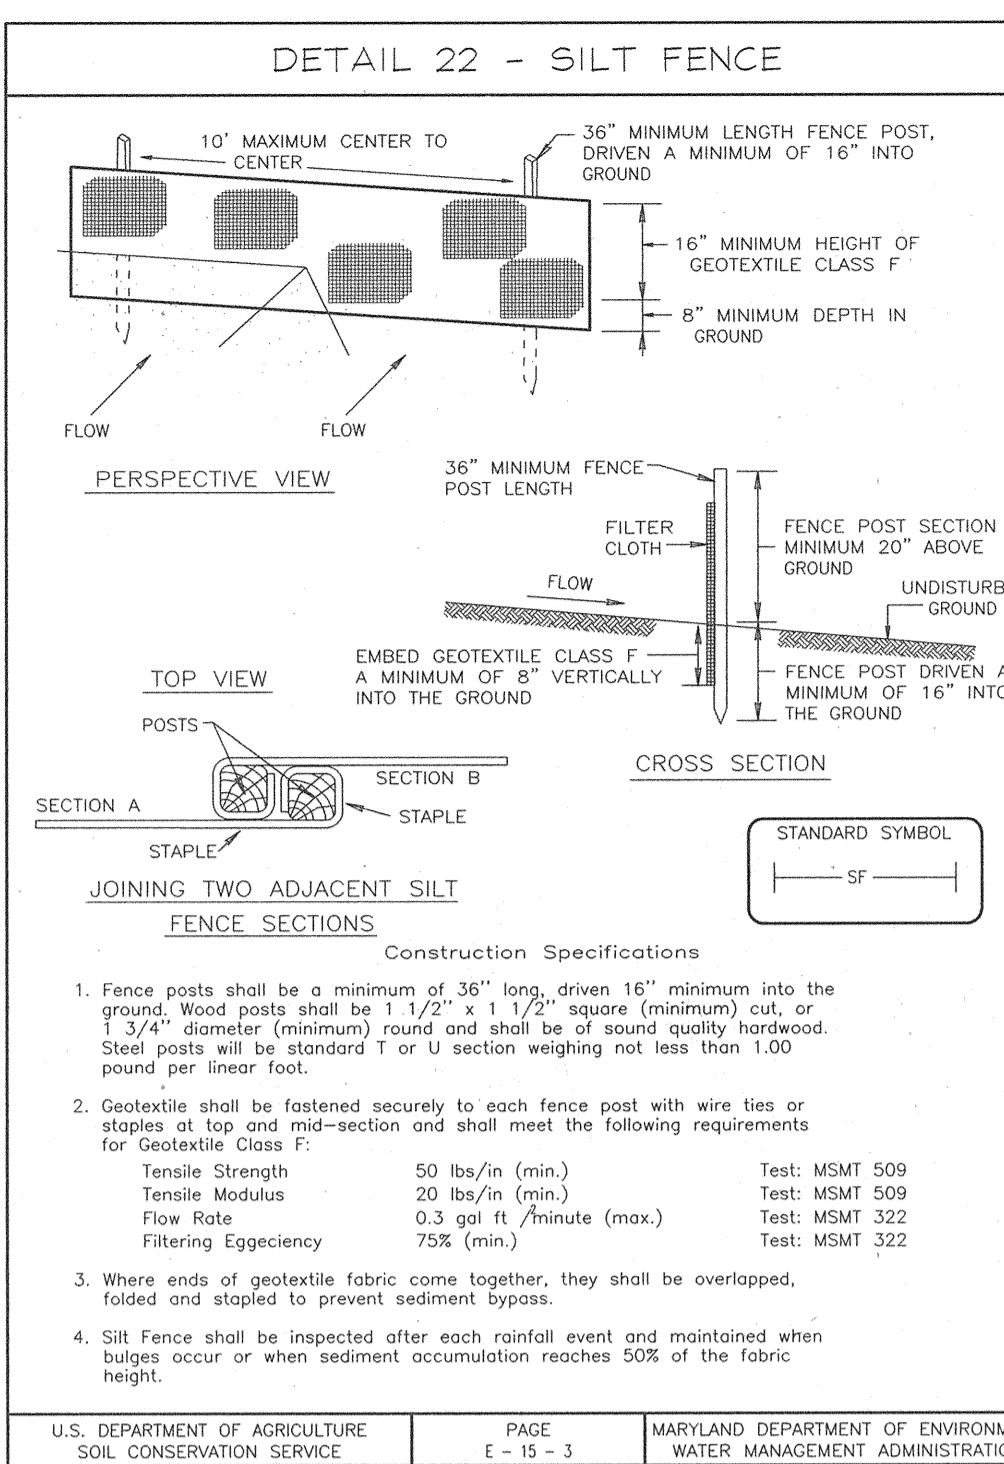 DETAIL 22 - SILT FENCE
10' MAXIMUM CENTER TO
CENTER
36" MINIMUM LENGTH FENCE POST,
DRIVEN A MINIMUM OF 16" INTO
GROUND
16" MINIMUM HEIGHT OF
GEOTEXTILE CLASS F
8" MINIMUM DEPTH IN
GROUND
FLOW
FLOW
PERSPECTIVE VIEW
36" MINIMUM FENCE
POST LENGTH
FILTER
CLOTH
FENCE POST SECTION
MINIMUM 20" ABOVE
GROUND
FLOW
UNDISTURB
GROUND
EMBED GEOTEXTILE CLASS F
A MINIMUM OF 8" VERTICALLY
INTO THE GROUND
FENCE POST DRIVEN A
MINIMUM OF 16" INTO
THE GROUND
TOP VIEW
POSTS
SECTION B
SECTION A
STAPLE
STAPLE
CROSS SECTION
STANDARD SYMBOL
SF
JOINING TWO ADJACENT SILT
FENCE SECTIONS
Construction Specifications
1. Fence posts shall be a minimum of 36" long, driven 16" minimum into the
ground. Wood posts shall be 1 1/2" x 1 1/2" square (minimum) cut, or
1 3/4" diameter (minimum) round and shall be of sound quality hardwood.
Steel posts will be standard T or U section weighing not less than 1.00
pound per linear foot.
2. Geotextile shall be fastened securely to each fence post with wire ties or
staples at top and mid-section and shall meet the following requirements
for Geotextile Class F:
Tensile Strength 50 lbs/in (min.) Test: MSMT 509
Tensile Modulus 20 lbs/in (min.) Test: MSMT 509
Flow Rate 0.3 gal ft²/minute (max.) Test: MSMT 322
Filtering Eggeciency 75% (min.) Test: MSMT 322
3. Where ends of geotextile fabric come together, they shall be overlapped,
folded and stapled to prevent sediment bypass.
4. Silt Fence shall be inspected after each rainfall event and maintained when
bulges occur or when sediment accumulation reaches 50% of the fabric
height.
U.S. DEPARTMENT OF AGRICULTURE
SOIL CONSERVATION SERVICE
PAGE
E - 15 - 3
MARYLAND DEPARTMENT OF ENVIRONM
WATER MANAGEMENT ADMINISTRATIO